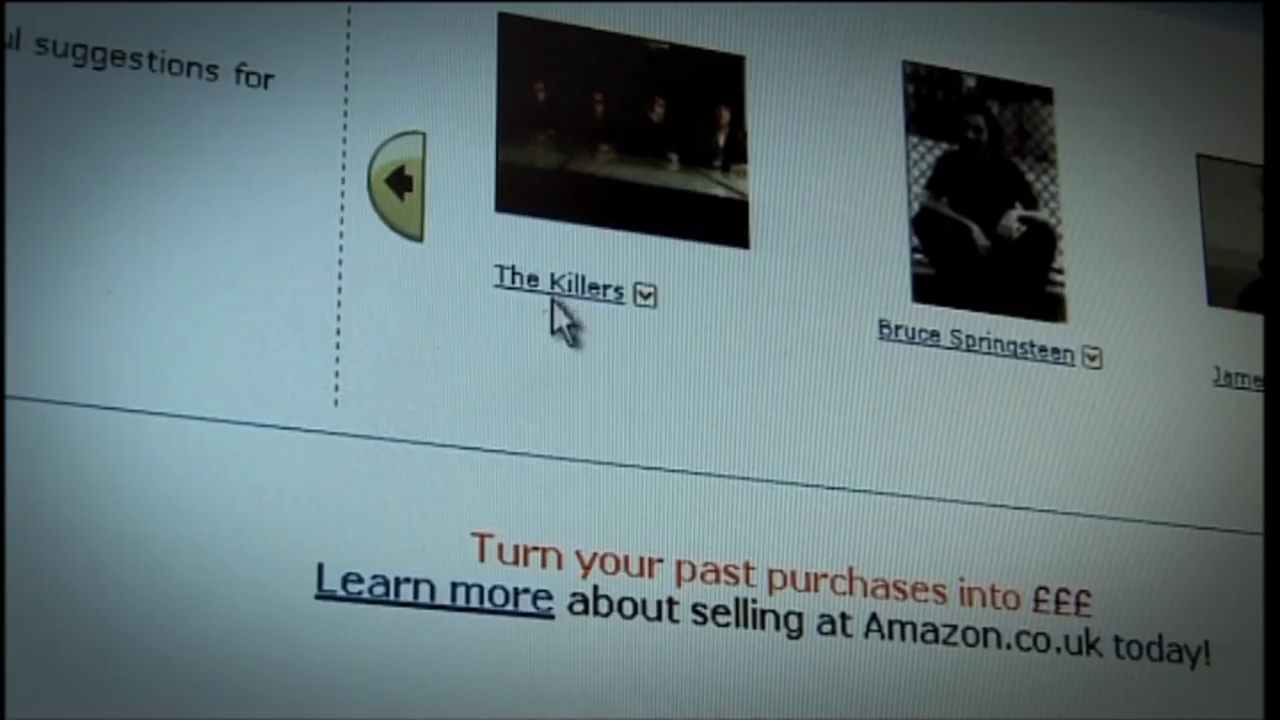 suggestions for
The Killers
Bruce Springsteen
Turn your past purchases into £££
Learn more about selling at Amazon.co.uk today!